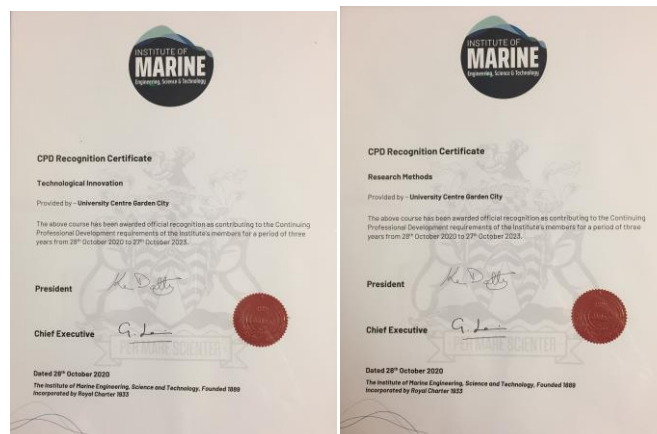 INSTITUTE OF
MARINE
Engineering, Science & Technology
CPD Recognition Certificate
Technological Innovation
Provided by - University Centre Garden City
The above course has been awarded official recognition as contributing to the Continuing
Professional Development requirements of the Institute's members for a period of three
years from 28th October 2020 to 27th October 2023.
President
Chief Executive
PER MARE SCIENTER
Dated 28th October 2020
The Institute of Marine Engineering, Science and Technology, Founded 1889
Incorporated by Royal Charter 1933
INSTITUTE OF
MARINE
Engineering, Science & Technology
CPD Recognition Certificate
Research Methods
Provided by - University Centre Garden City
The above course has been awarded official recognition as contributing to the Continuing
Professional Development requirements of the Institute's members for a period of three
years from 28th October 2020 to 27th October 2023.
President
Chief Executive
PER MARE SCIENTER
Dated 28th October 2020
The Institute of Marine Engineering, Science and Technology, Founded 1889
Incorporated by Royal Charter 1933